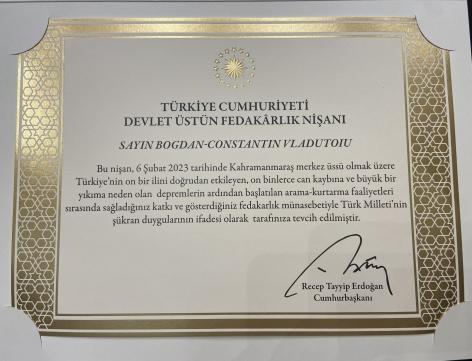 TÜRKİYE CUMHURİYETİ
DEVLET ÜSTÜN FEDAKÂRLIK NİŞANI
SAYIN BOGDAN-CONSTANTIN VLADUTOIU
Bu nişan, 6 Şubat 2023 tarihinde Kahramanmaraş merkez üssü olmak üzere
Türkiye'nin on bir ilini doğrudan etkileyen, on binlerce can kaybına ve büyük bir
yıkıma neden olan depremlerin ardından başlatılan arama-kurtarma faaliyetleri
sırasında sağladığınız katkı ve gösterdiğiniz fedakarlık münasebetiyle Türk Milleti'nin
şükran duygularının ifadesi olarak tarafınıza tevcih edilmiştir.
Recep Tayyip Erdoğan
Cumhurbaşkanı